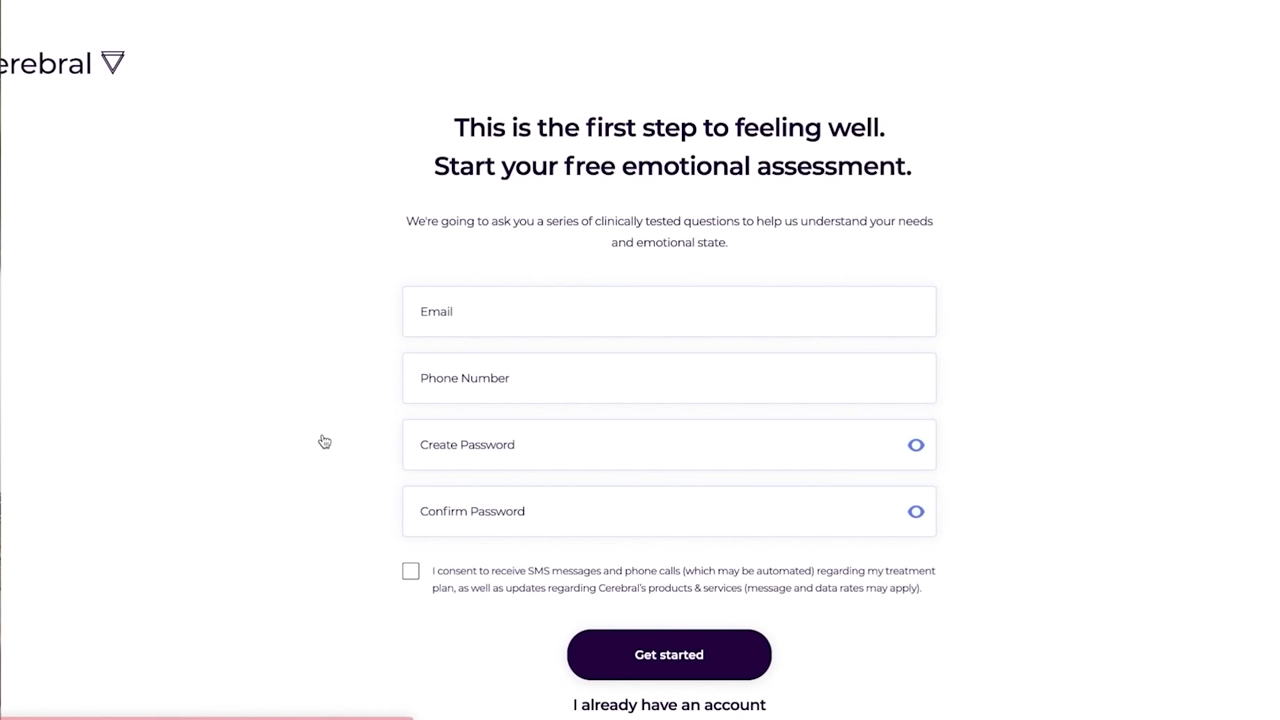 erebral
This is the first step to feeling well.
Start your free emotional assessment.
We're going to ask you a series of clinically tested questions to help us understand your needs
and emotional state.
Email
Phone Number
Create Password
Confirm Password
I consent to receive SMS messages and phone calls (which may be automated) regarding my treatment
plan, as well as updates regarding Cerebral's products & services (message and data rates may apply).
Get started
I already have an account